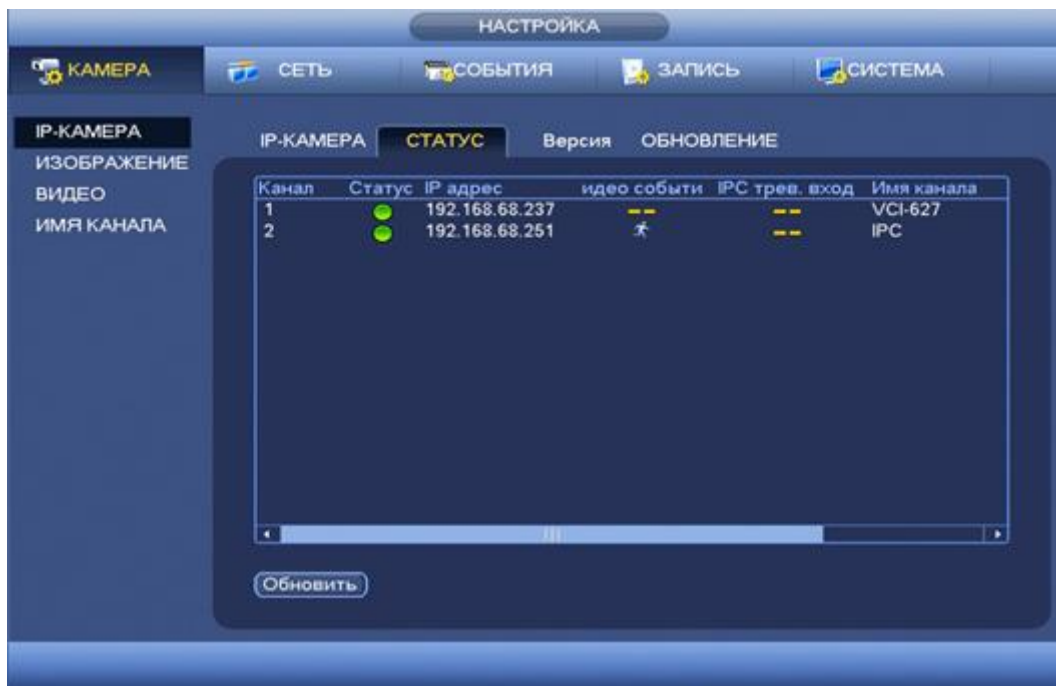 НАСТРОЙКА
КАМЕРА СЕТЬ СОБЫТИЯ ЗАПИСЬ СИСТЕМА
IP-КАМЕРА
ИЗОБРАЖЕНИЕ
ВИДЕО
ИМЯ КАНАЛА
IP-КАМЕРА СТАТУС Версия ОБНОВЛЕНИЕ
Канал Статус IP адрес идео событи IPC трев. вход Имя канала
1 192.168.68.237 -- -- VCI-627
2 192.168.68.251 -- IPC
Обновить